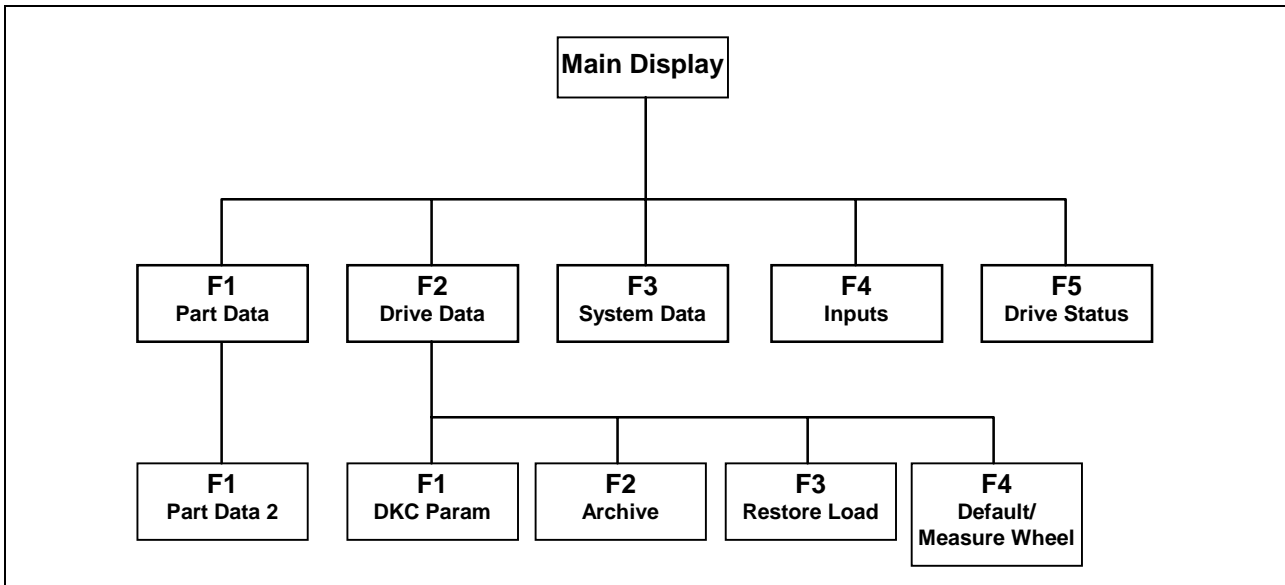 Main Display
F1
Part Data
F2
Drive Data
F3
System Data
F4
Inputs
F5
Drive Status
F1
Part Data 2
F1
DKC Param
F2
Archive
F3
Restore Load
F4
Default/
Measure Wheel